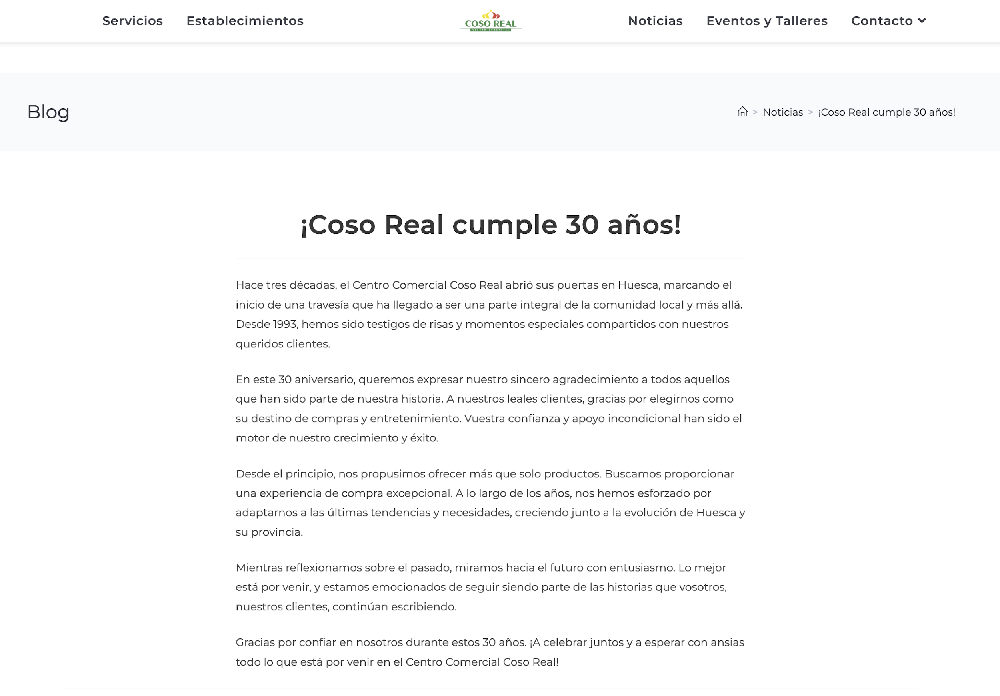 Servicios Establecimientos COSO REAL Noticias Eventos y Talleres Contacto
CENTRO COMERCIAL
Blog
> Noticias > ¡Coso Real cumple 30 años!
¡Coso Real cumple 30 años!
Hace tres décadas, el Centro Comercial Coso Real abrió sus puertas en Huesca, marcando el
inicio de una travesía que ha llegado a ser una parte integral de la comunidad local y más allá.
Desde 1993, hemos sido testigos de risas y momentos especiales compartidos con nuestros
queridos clientes.
En este 30 aniversario, queremos expresar nuestro sincero agradecimiento a todos aquellos
que han sido parte de nuestra historia. A nuestros leales clientes, gracias por elegirnos como
su destino de compras y entretenimiento. Vuestra confianza y apoyo incondicional han sido el
motor de nuestro crecimiento y éxito.
Desde el principio, nos propusimos ofrecer más que solo productos. Buscamos proporcionar
una experiencia de compra excepcional. A lo largo de los años, nos hemos esforzado por
adaptarnos a las últimas tendencias y necesidades, creciendo junto a la evolución de Huesca y
su provincia.
Mientras reflexionamos sobre el pasado, miramos hacia el futuro con entusiasmo. Lo mejor
está por venir, y estamos emocionados de seguir siendo parte de las historias que vosotros,
nuestros clientes, continúan escribiendo.
Gracias por confiar en nosotros durante estos 30 años. ¡A celebrar juntos y a esperar con ansias
todo lo que está por venir en el Centro Comercial Coso Real!